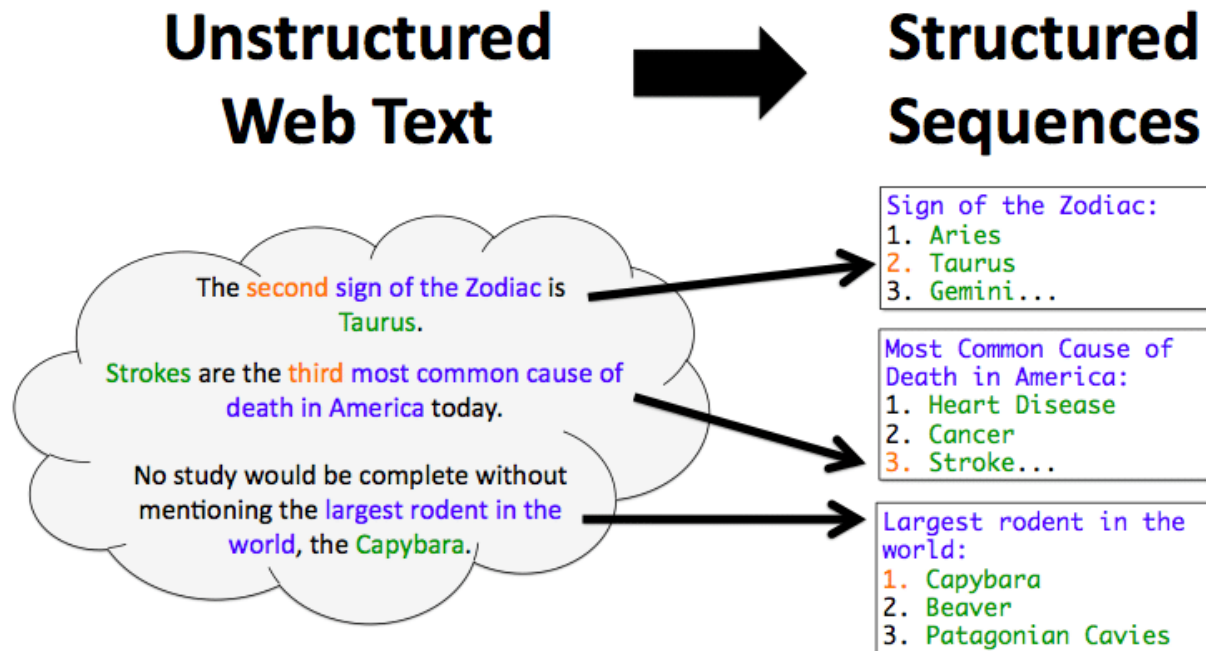 Unstructured
Web Text
Structured
Sequences
The second sign of the Zodiac is
Taurus.
Strokes are the third most common cause of
death in America today.
No study would be complete without
mentioning the largest rodent in the
world, the Capybara.
Sign of the Zodiac:
1. Aries
2. Taurus
3. Gemini...
Most Common Cause of
Death in America:
1. Heart Disease
2. Cancer
3. Stroke...
Largest rodent in the
world:
1. Capybara
2. Beaver
3. Patagonian Cavies